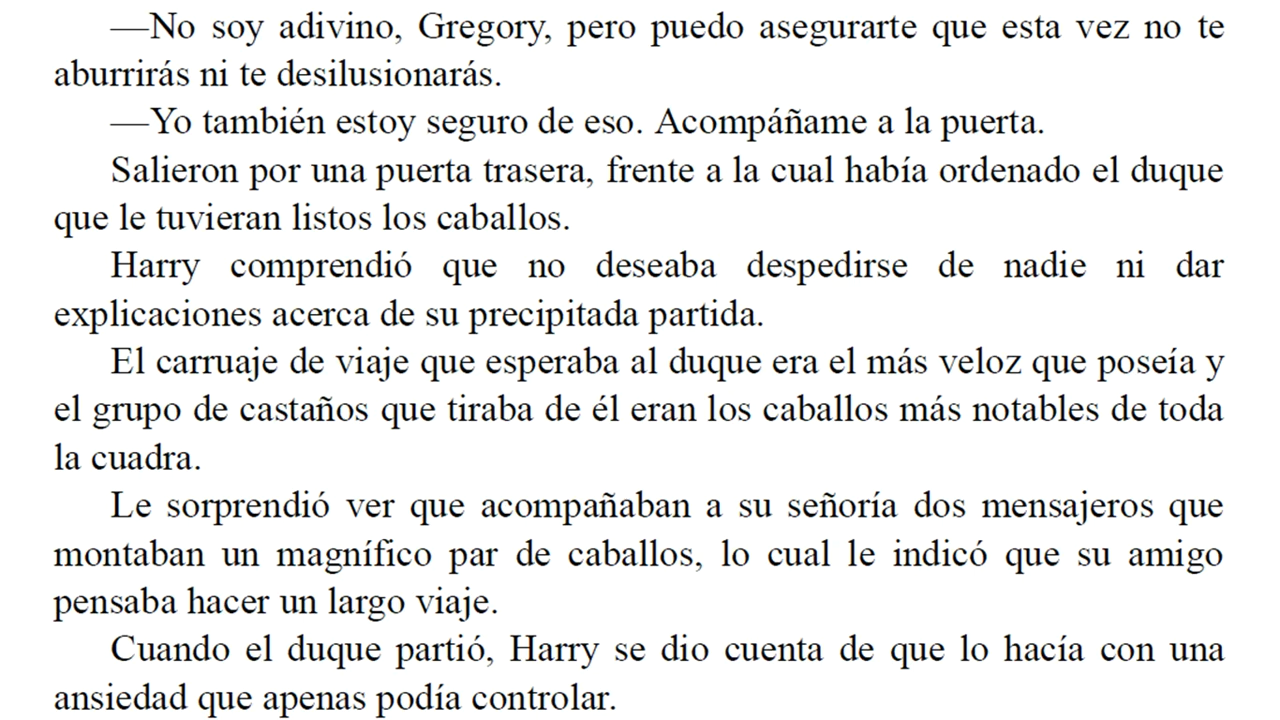 —No soy adivino, Gregory, pero puedo asegurarte que esta vez no te
aburrirás ni te desilusionarás.
—Yo también estoy seguro de eso. Acompáñame a la puerta.
Salieron por una puerta trasera, frente a la cual había ordenado el duque
que le tuvieran listos los caballos.
Harry comprendió que no deseaba despedirse de nadie ni dar
explicaciones acerca de su precipitada partida.
El carruaje de viaje que esperaba al duque era el más veloz que poseía y
el grupo de castaños que tiraba de él eran los caballos más notables de toda
la cuadra.
Le sorprendió ver que acompañaban a su señoría dos mensajeros que
montaban un magnífico par de caballos, lo cual le indicó que su amigo
pensaba hacer un largo viaje.
Cuando el duque partió, Harry se dio cuenta de que lo hacía con una
ansiedad que apenas podía controlar.